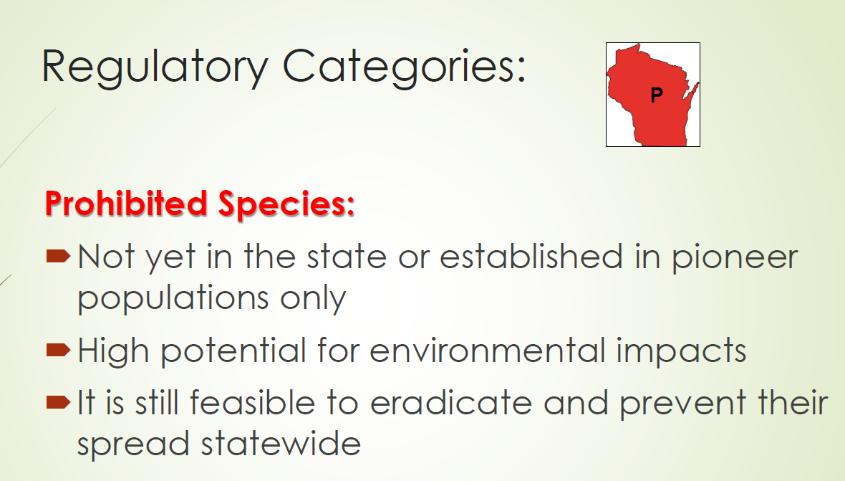 Regulatory Categories:
P
Prohibited Species:
Not yet in the state or established in pioneer
populations only
High potential for environmental impacts
It is still feasible to eradicate and prevent their
spread statewide